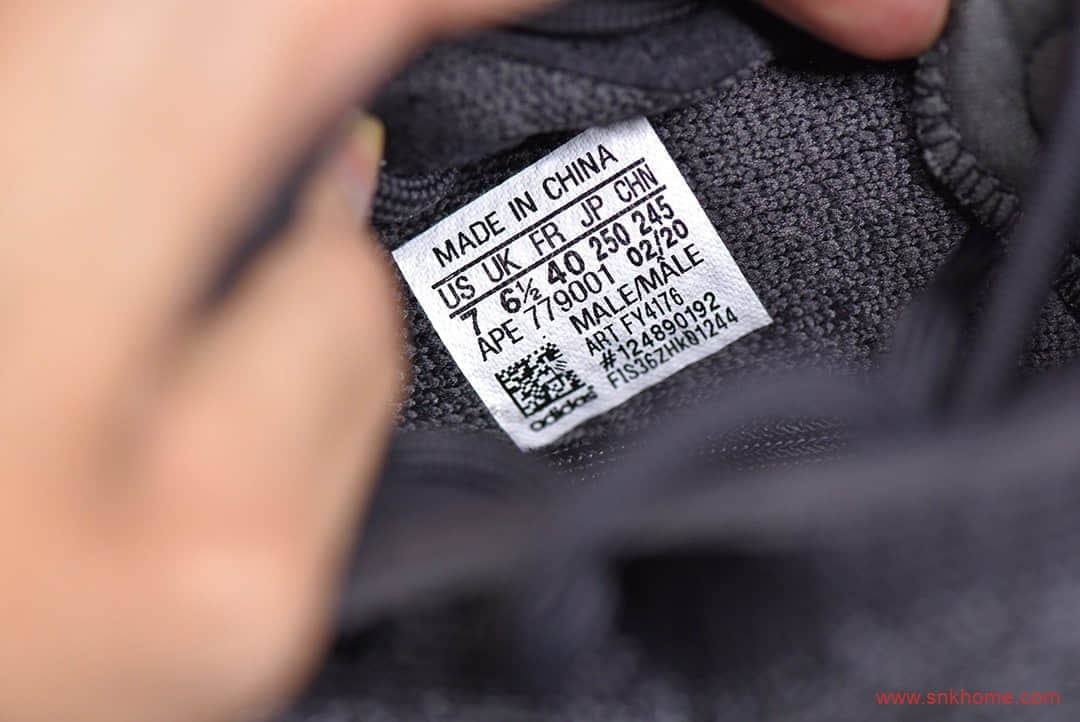 MADE IN CHINA
US UK FR JP CHN
7 6½ 40 250 245
APE 779001 02/20
MALE/MÂLE
ART FY4176
#124890192
F1S36ZHK01244
adidas
www.snkhome.com